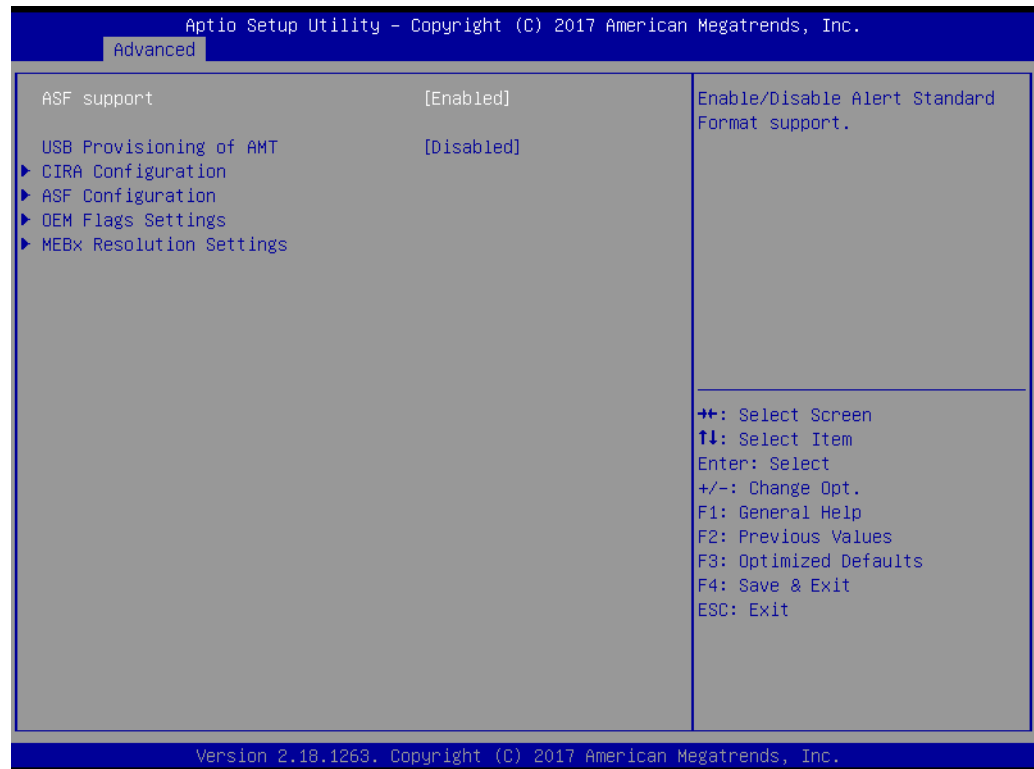 Aptio Setup Utility – Copyright (C) 2017 American Megatrends, Inc.
Advanced
ASF support [Enabled]
USB Provisioning of AMT [Disabled]
► CIRA Configuration
► ASF Configuration
► OEM Flags Settings
► MEBx Resolution Settings
Enable/Disable Alert Standard
Format support.
→←: Select Screen
↑↓: Select Item
Enter: Select
+/-: Change Opt.
F1: General Help
F2: Previous Values
F3: Optimized Defaults
F4: Save & Exit
ESC: Exit
Version 2.18.1263. Copyright (C) 2017 American Megatrends, Inc.